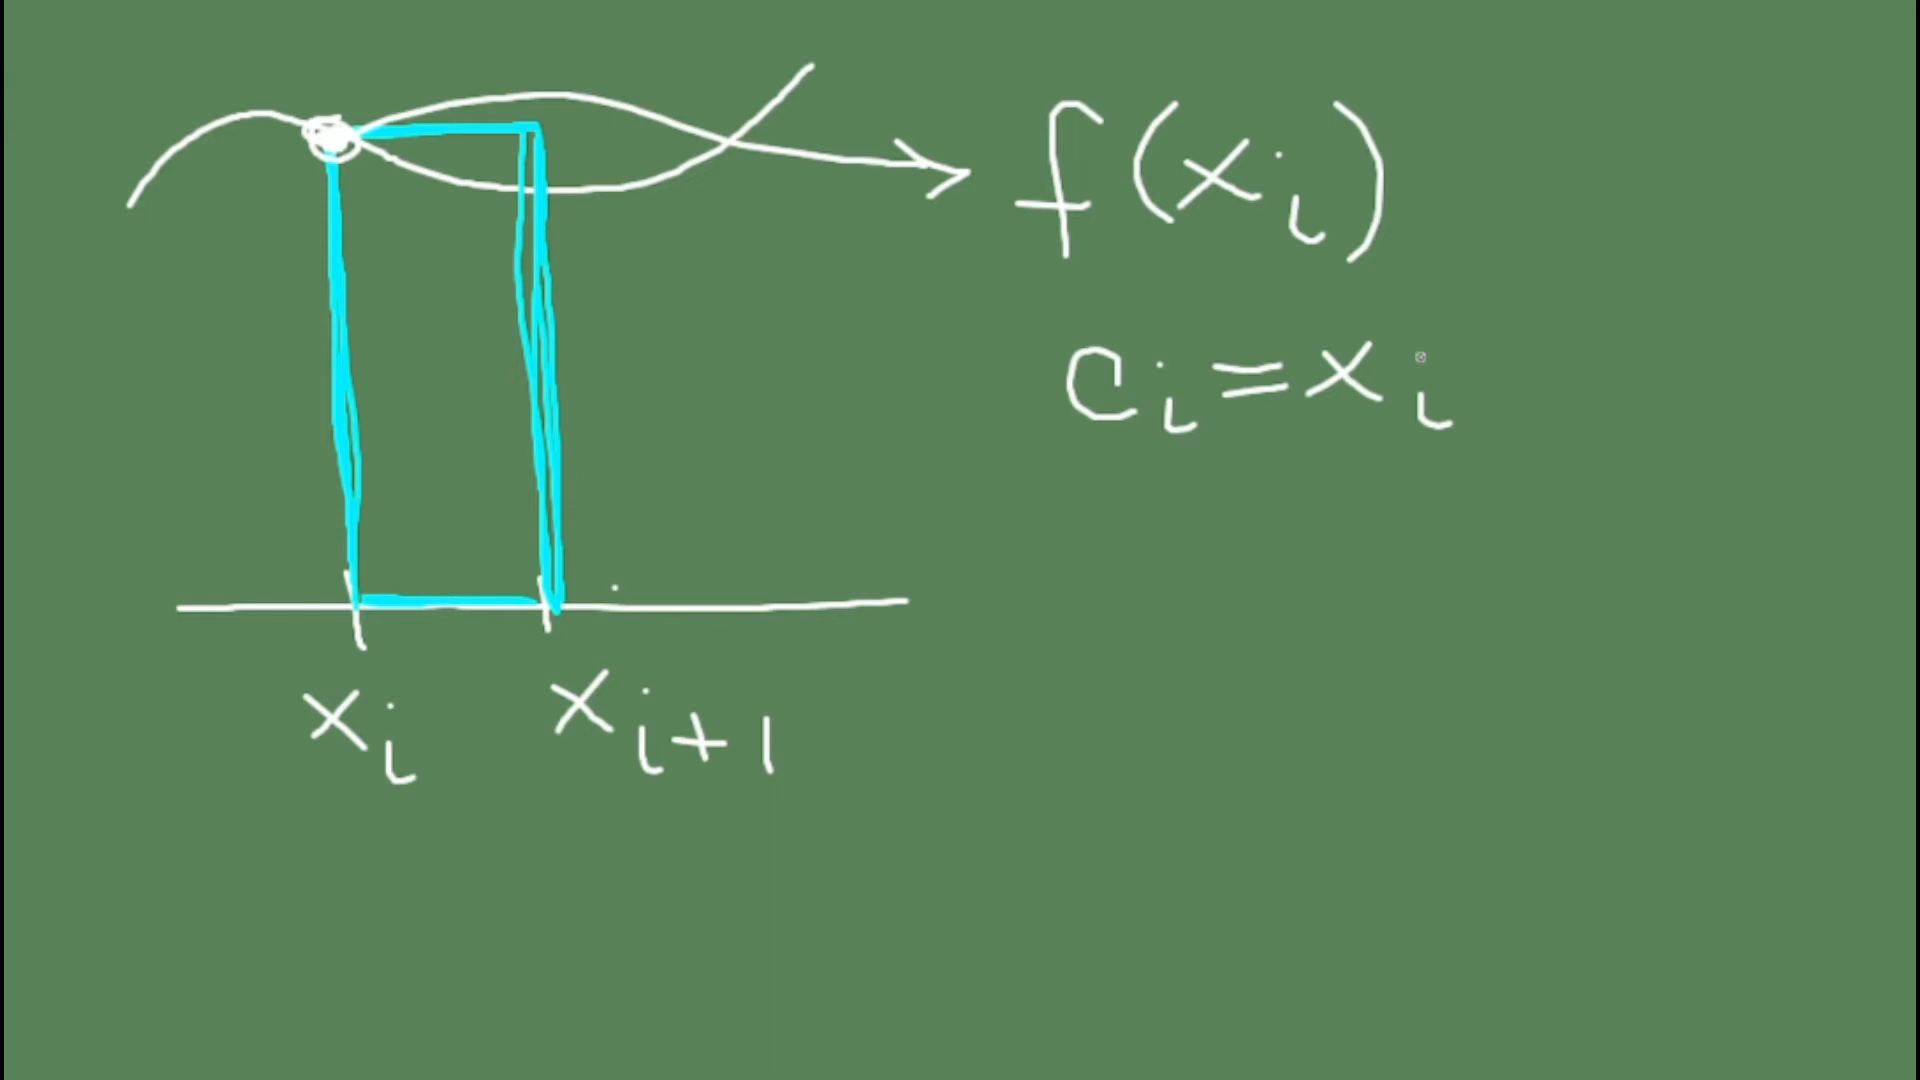 f(xᵢ)
cᵢ = xᵢ
xᵢ xᵢ₊₁